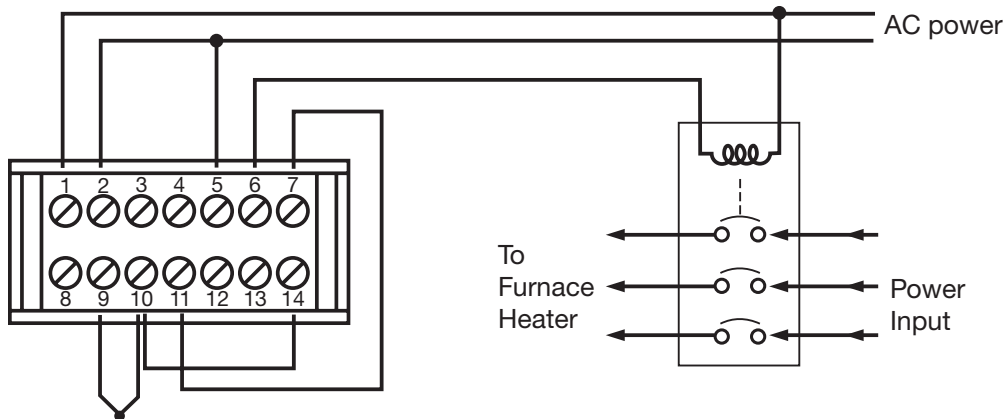 AC power
1 2 3 4 5 6 7
8 9 10 11 12 13 14
To
Furnace
Heater
Power
Input